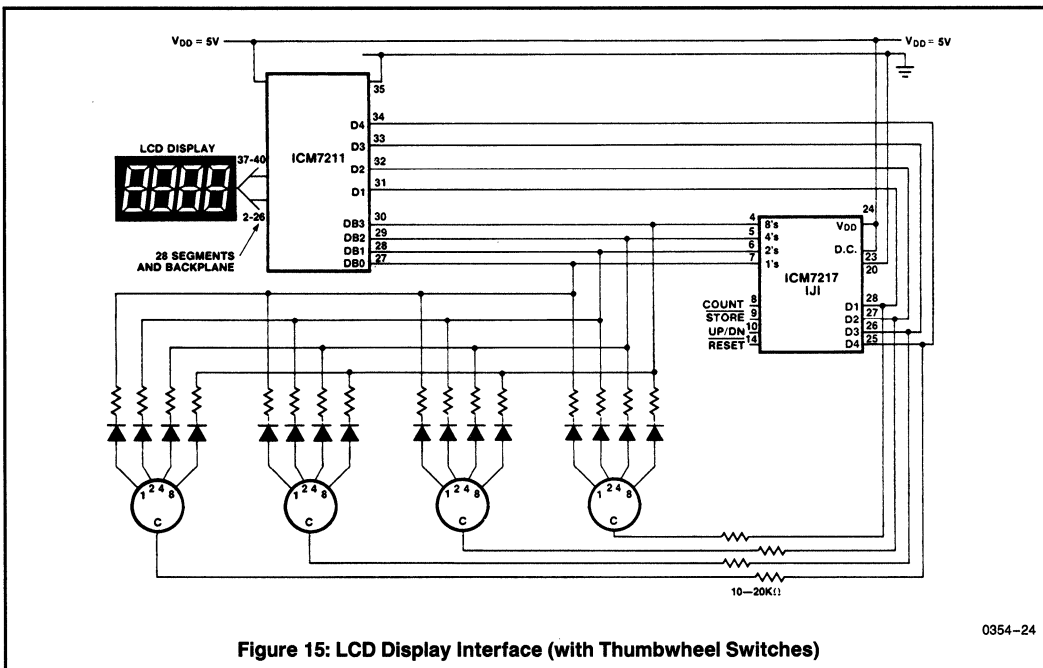 VDD = 5V
VDD = 5V
35
D4 34
D3 33
LCD DISPLAY
37-40
ICM7211
D2 32
D1 31
2-26
28 SEGMENTS
AND BACKPLANE
DB3 30
DB2 29
DB1 28
DB0 27
24
4 8's
VDD
5 4's
6 2's
D.C.
23
7 1's
20
ICM7217
IJI
COUNT 8
STORE 9
UP/DN 10
RESET 14
D1 28
D2 27
D3 26
D4 25
1 2 4 8
C
1 2 4 8
C
1 2 4 8
C
1 2 4 8
C
10—20KΩ
0354-24
Figure 15: LCD Display Interface (with Thumbwheel Switches)